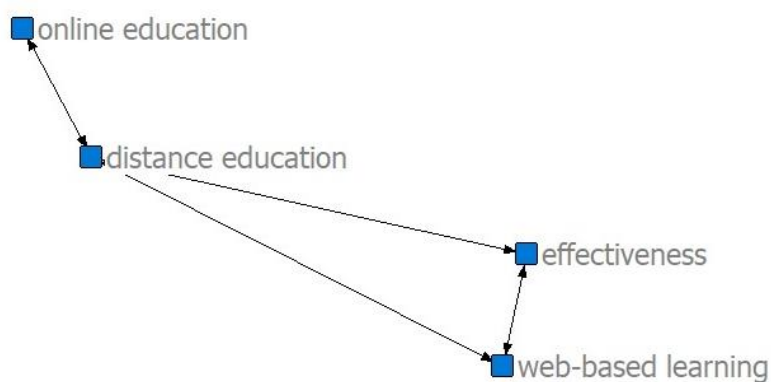 online education
distance education
effectiveness
web-based learning